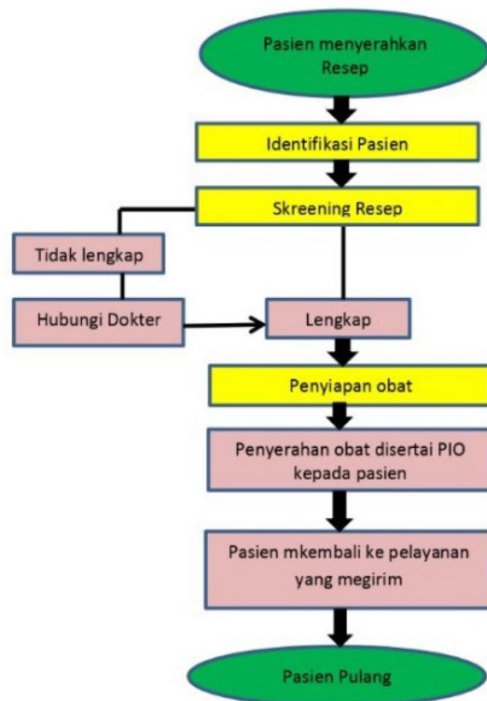 Pasien menyerahkan
Resep
Identifikasi Pasien
Skreening Resep
Tidak lengkap
Hubungi Dokter
Lengkap
Penyiapan obat
Penyerahan obat disertai PIO
kepada pasien
Pasien mkembali ke pelayanan
yang megirim
Pasien Pulang